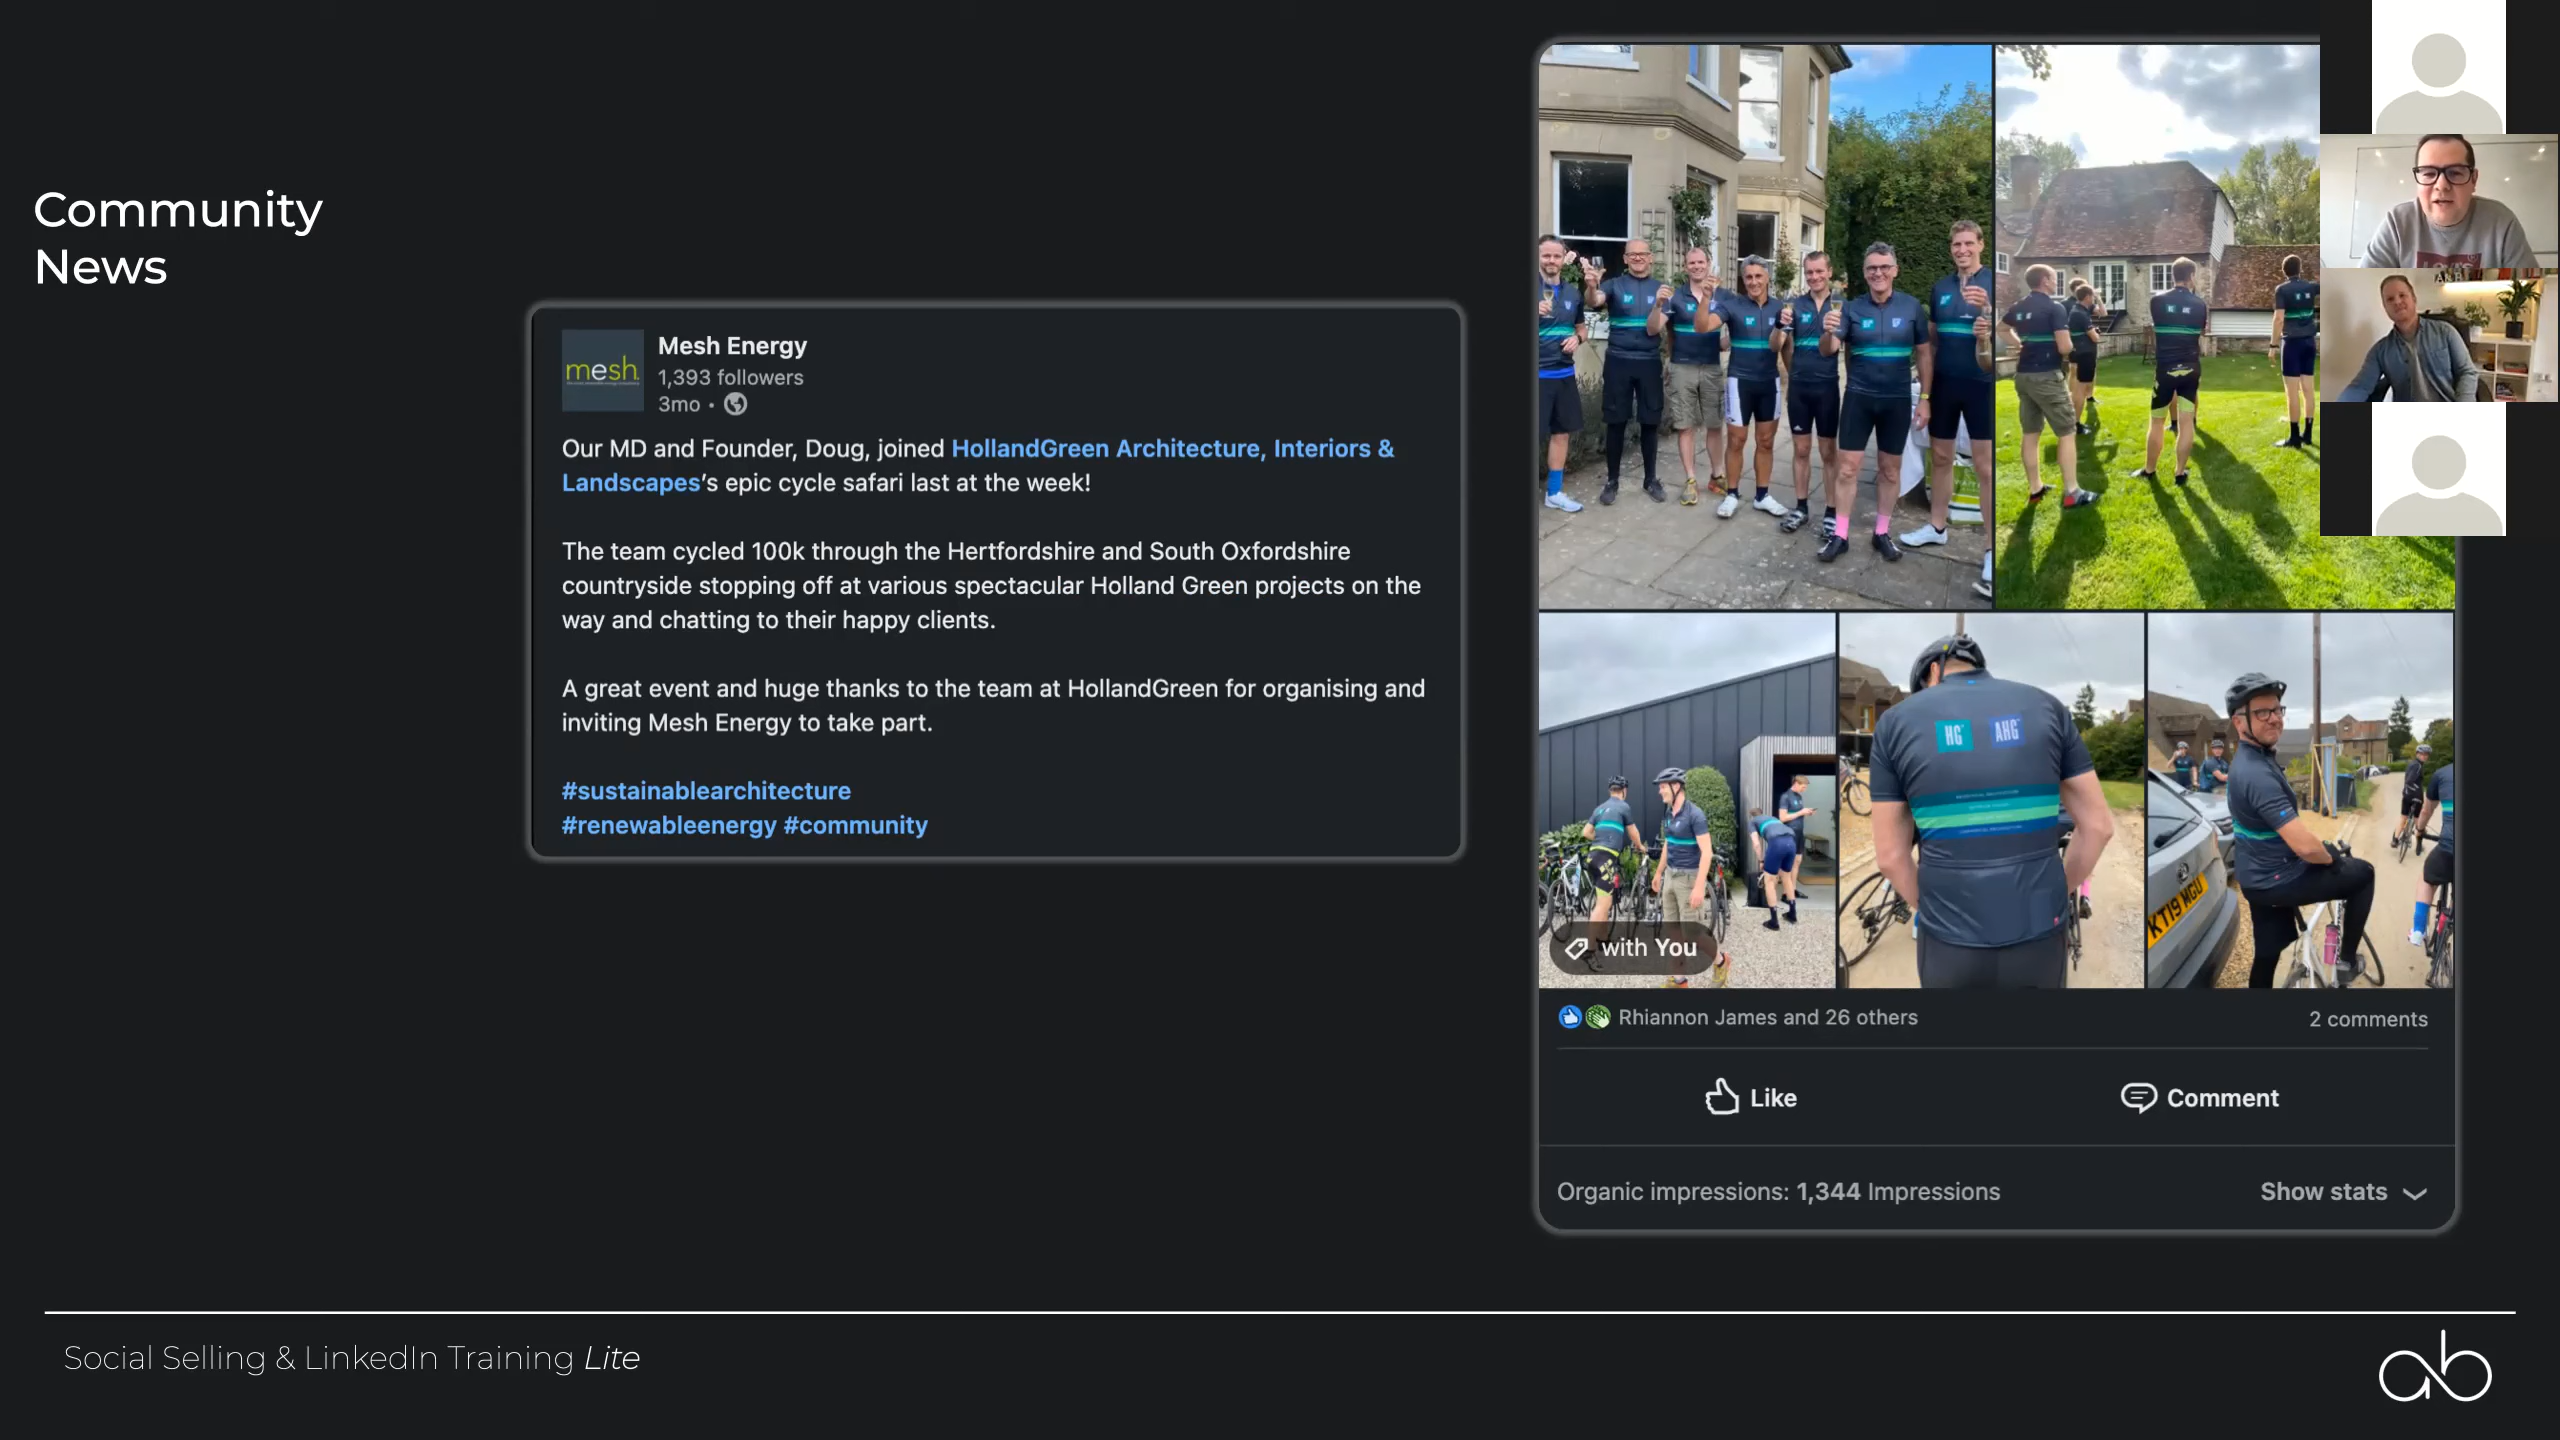 Community
News
mesh.
Mesh Energy
1,393 followers
3mo •
Our MD and Founder, Doug, joined HollandGreen Architecture, Interiors &
Landscapes's epic cycle safari last at the week!
The team cycled 100k through the Hertfordshire and South Oxfordshire
countryside stopping off at various spectacular Holland Green projects on the
way and chatting to their happy clients.
A great event and huge thanks to the team at HollandGreen for organising and
inviting Mesh Energy to take part.
#sustainablearchitecture
#renewableenergy #community
HG
AHG
KT19 MGU
with You
Rhiannon James and 26 others
2 comments
Like
Comment
Organic impressions: 1,344 Impressions
Show stats
Social Selling & LinkedIn Training Lite
ab